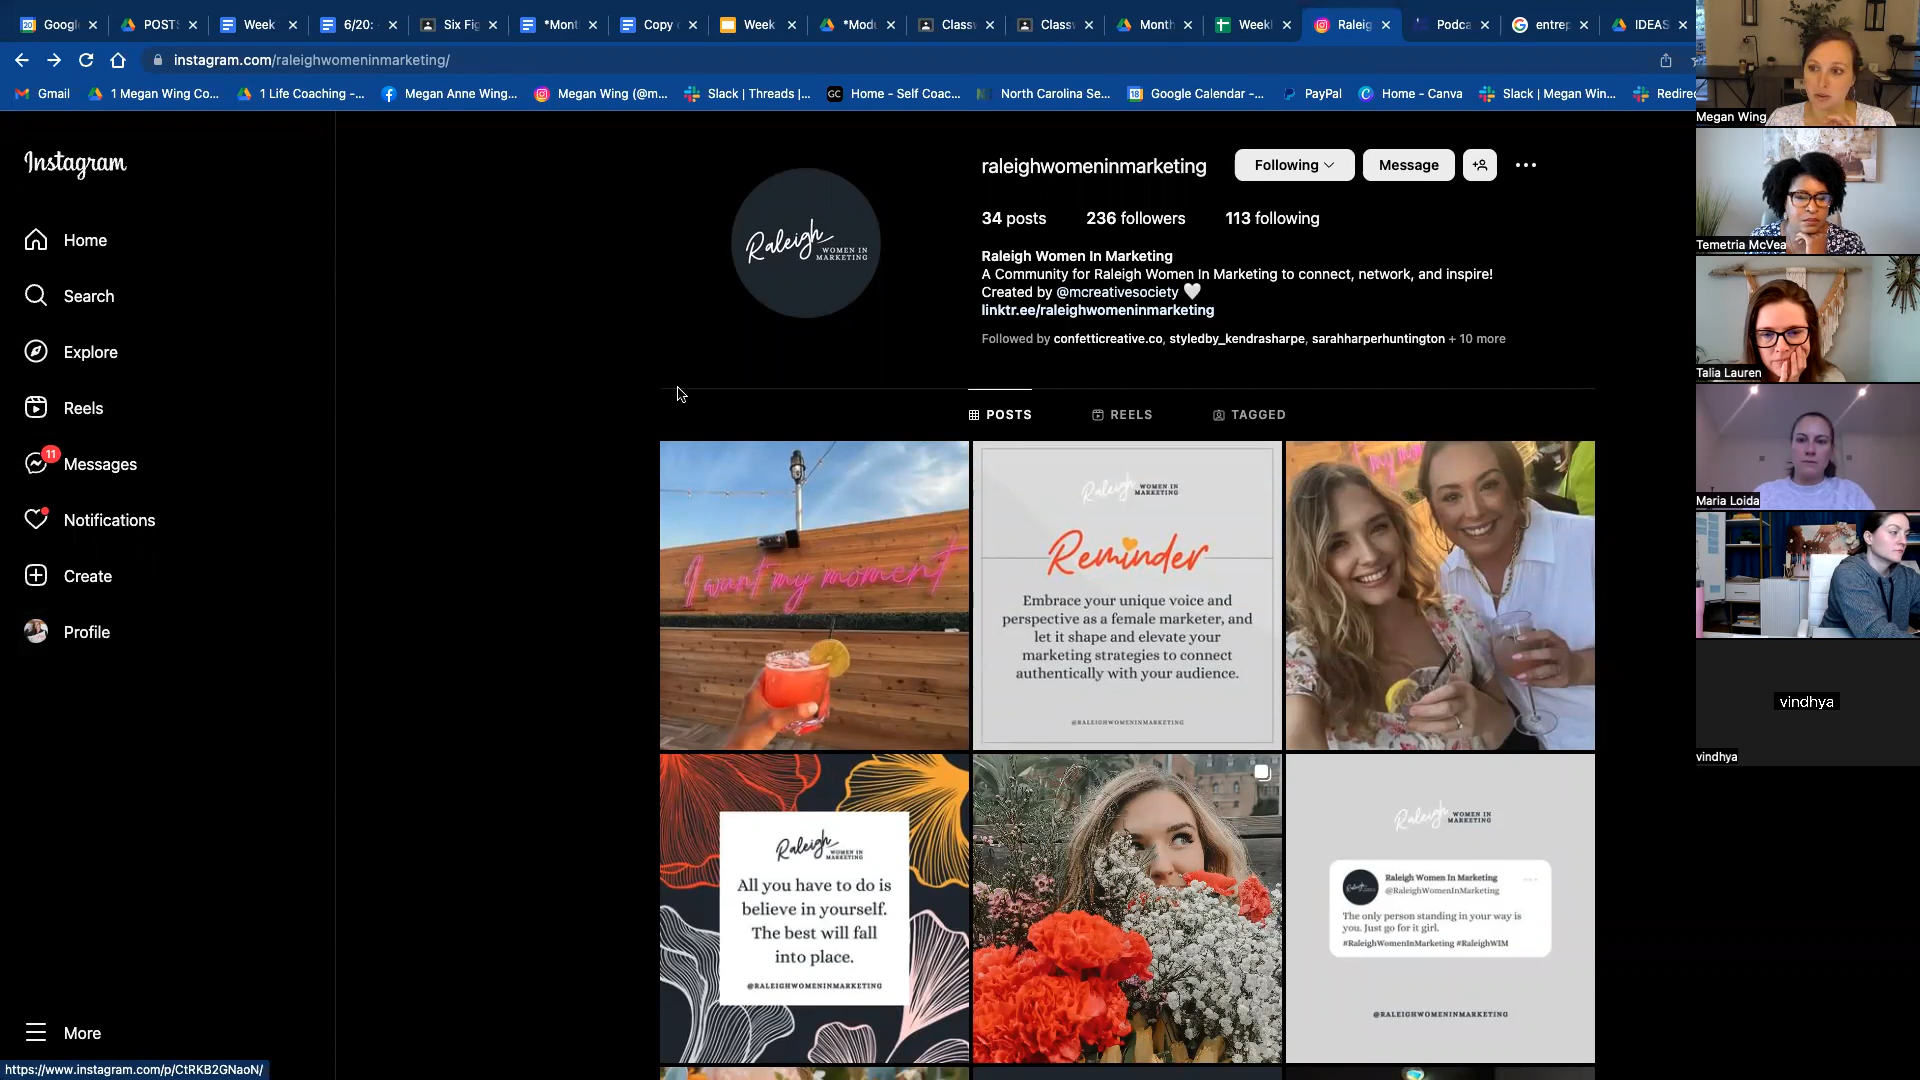 Googl
POSTS
Week
6/20:
Six Fig
*Mont
Copy
Week
*Modu
Classw
Classw
Month
Weekl
Raleig
Podca
entrep
IDEAS
instagram.com/raleighwomeninmarketing/
Gmail
1 Megan Wing Co...
1 Life Coaching -...
Megan Anne Wing...
Megan Wing (@m...
Slack | Threads |...
GC
Home - Self Coac...
North Carolina Se...
Google Calendar -...
PayPal
Home - Canva
Slack | Megan Win...
Redirec
Instagram
Home
Search
Explore
Reels
11
Messages
Notifications
Create
Profile
More
https://www.instagram.com/p/CtRKB2GNaoN/
Raleigh WOMEN IN MARKETING
raleighwomeninmarketing
Following
Message
34 posts
236 followers
113 following
Raleigh Women In Marketing
A Community for Raleigh Women In Marketing to connect, network, and inspire!
Created by @mcreativesociety 🤍
linktr.ee/raleighwomeninmarketing
Followed by confetticreative.co, styledby_kendrasharpe, sarahharperhuntington + 10 more
POSTS
REELS
TAGGED
I want my moment
Raleigh WOMEN IN MARKETING
Reminder
Embrace your unique voice and
perspective as a female marketer, and
let it shape and elevate your
marketing strategies to connect
authentically with your audience.
@RALEIGHWOMENINMARKETING
my mom
Raleigh WOMEN IN MARKETING
All you have to do is
believe in yourself.
The best will fall
into place.
@RALEIGHWOMENINMARKETING
Raleigh WOMEN IN MARKETING
Raleigh Women In Marketing
@RaleighWomenInMarketing
The only person standing in your way is
you. Just go for it girl.
#RaleighWomenInMarketing #RaleighWIM
@RALEIGHWOMENINMARKETING
Megan Wing
Temetria McVea
Talia Lauren
Maria Loida
vindhya
vindhya